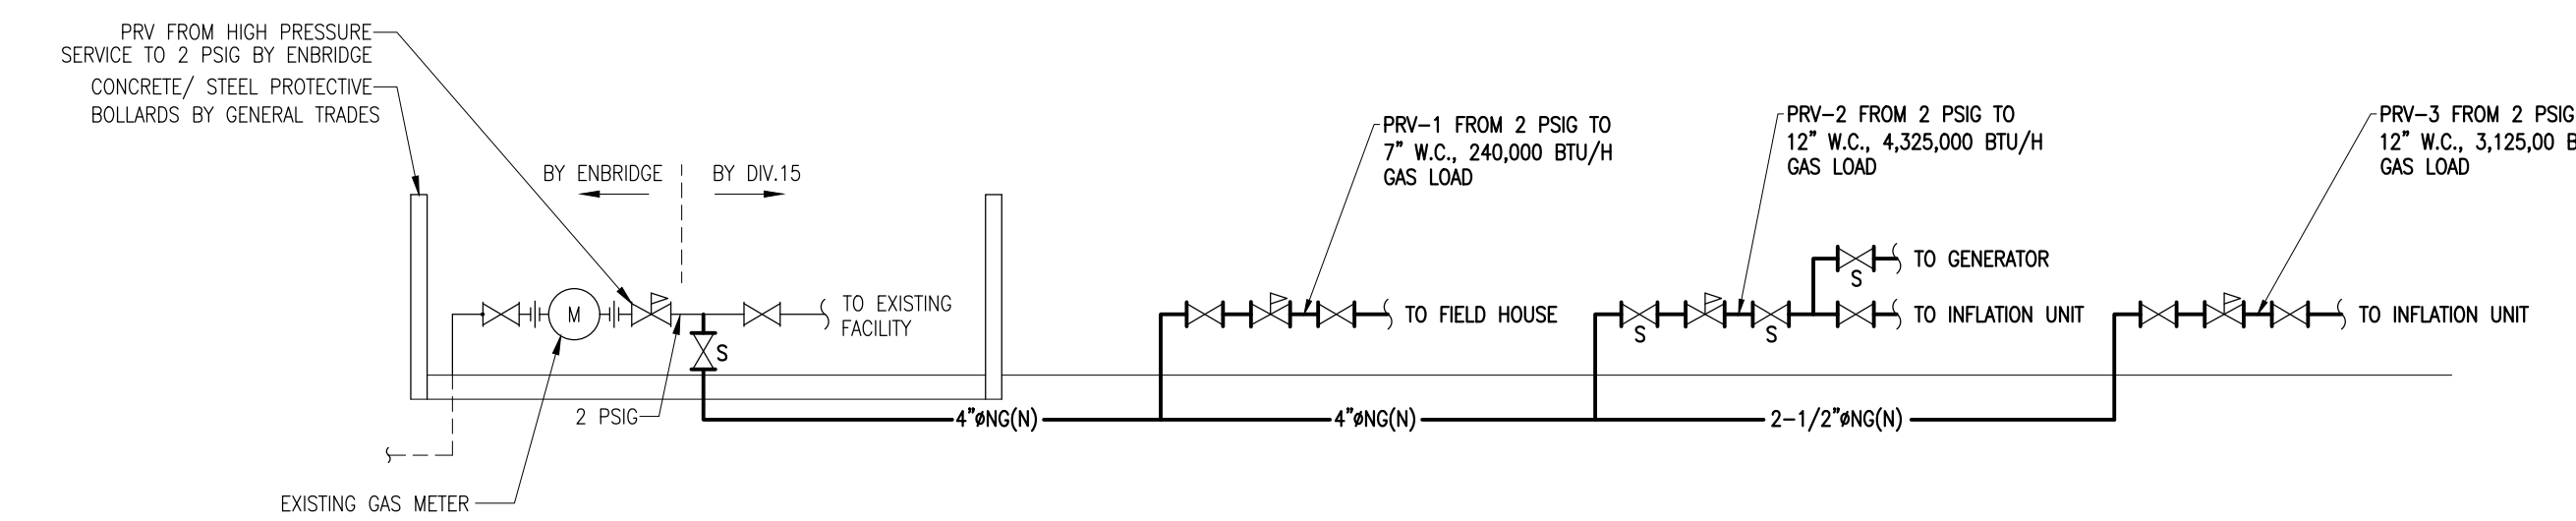 PRV FROM HIGH PRESSURE
SERVICE TO 2 PSIG BY ENBRIDGE
CONCRETE/ STEEL PROTECTIVE
BOLLARDS BY GENERAL TRADES
BY ENBRIDGE
BY DIV.15
PRV-1 FROM 2 PSIG TO
7" W.C., 240,000 BTU/H
GAS LOAD
PRV-2 FROM 2 PSIG TO
12" W.C., 4,325,000 BTU/H
GAS LOAD
PRV-3 FROM 2 PSIG
12" W.C., 3,125,00 B
GAS LOAD
M
TO EXISTING
FACILITY
S
2 PSIG
TO FIELD HOUSE
S
S
S
TO GENERATOR
TO INFLATION UNIT
TO INFLATION UNIT
4"øNG(N)
4"øNG(N)
2-1/2"øNG(N)
EXISTING GAS METER